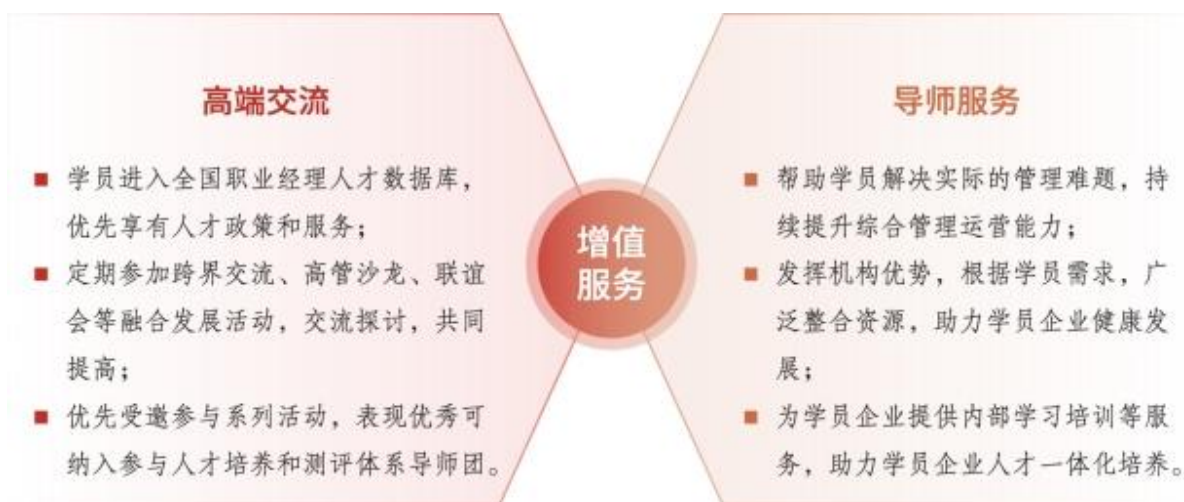 高端交流
■ 学员进入全国职业经理人才数据库，
优先享有人才政策和服务；
■ 定期参加跨界交流、高管沙龙、联谊
会等融合发展活动，交流探讨，共同
提高；
■ 优先受邀参与系列活动，表现优秀可
纳入参与人才培养和测评体系导师团。
增值
服务
导师服务
■ 帮助学员解决实际的管理难题，持
续提升综合管理运营能力；
■ 发挥机构优势，根据学员需求，广
泛整合资源，助力学员企业健康发
展；
■ 为学员企业提供内部学习培训等服
务，助力学员企业人才一体化培养。